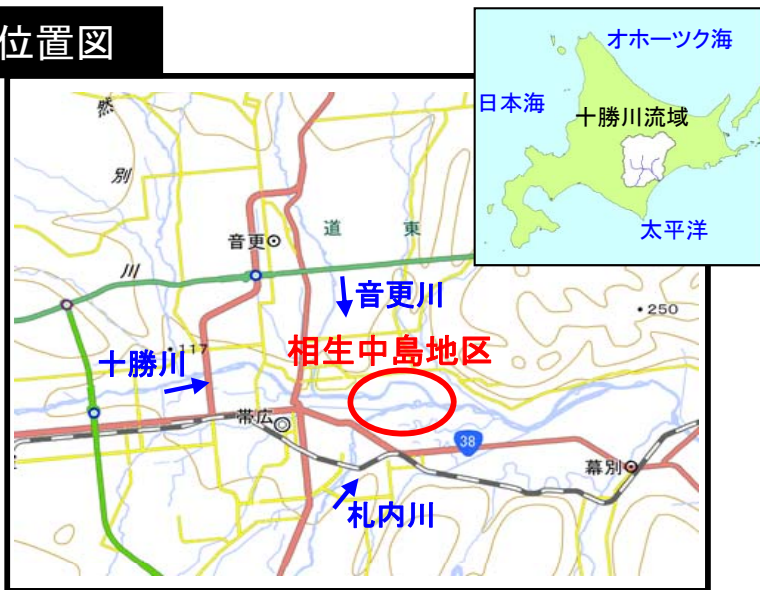 位置図
オホーツク海
日本海
十勝川流域
太平洋
然
別
川
音更
道 東
音更川
・250
・117
相生中島地区
十勝川
帯広
38
幕別
札内川